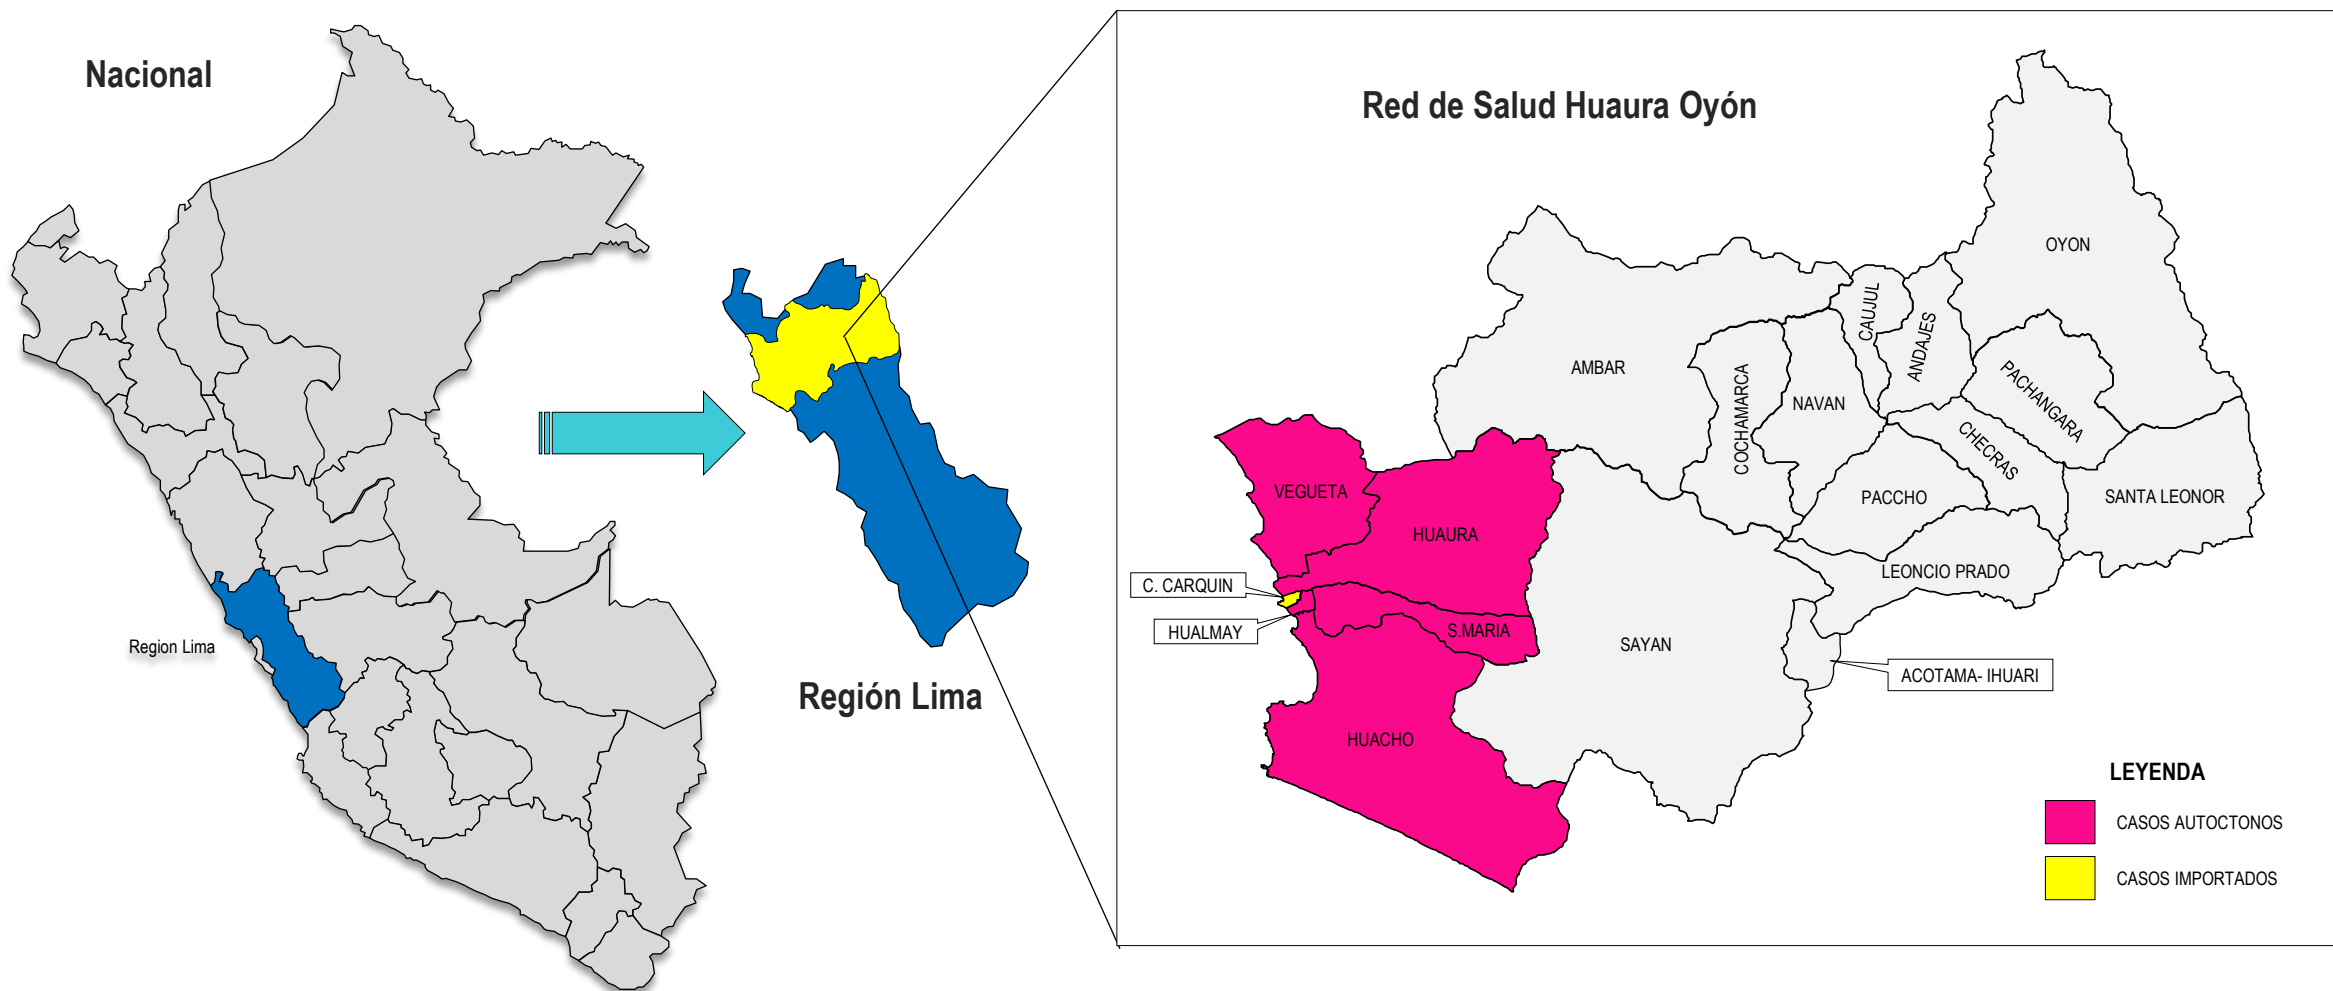 Nacional
Region Lima
Región Lima
Red de Salud Huaura Oyón
OYON
CAUJUL
ANDAJES
AMBAR
COCHAMARCA
NAVAN
PACHANGARA
CHECRAS
VEGUETA
HUAURA
PACCHO
SANTA LEONOR
LEONCIO PRADO
C. CARQUIN
HUALMAY
S.MARIA
SAYAN
ACOTAMA- IHUARI
HUACHO
LEYENDA
CASOS AUTOCTONOS
CASOS IMPORTADOS